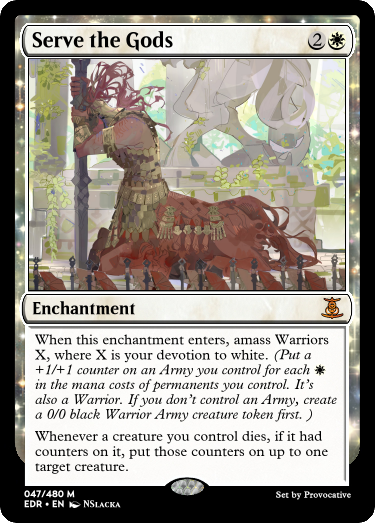 Serve the Gods 2
Enchantment
When this enchantment enters, amass Warriors
X, where X is your devotion to white. (Put a
+1/+1 counter on an Army you control for each
in the mana costs of permanents you control. It's
also a Warrior. If you don't control an Army, create
a 0/0 black Warrior Army creature token first. )
Whenever a creature you control dies, if it had
counters on it, put those counters on up to one
target creature.
047/480 M
EDR • EN NSlacka
Set by Provocative